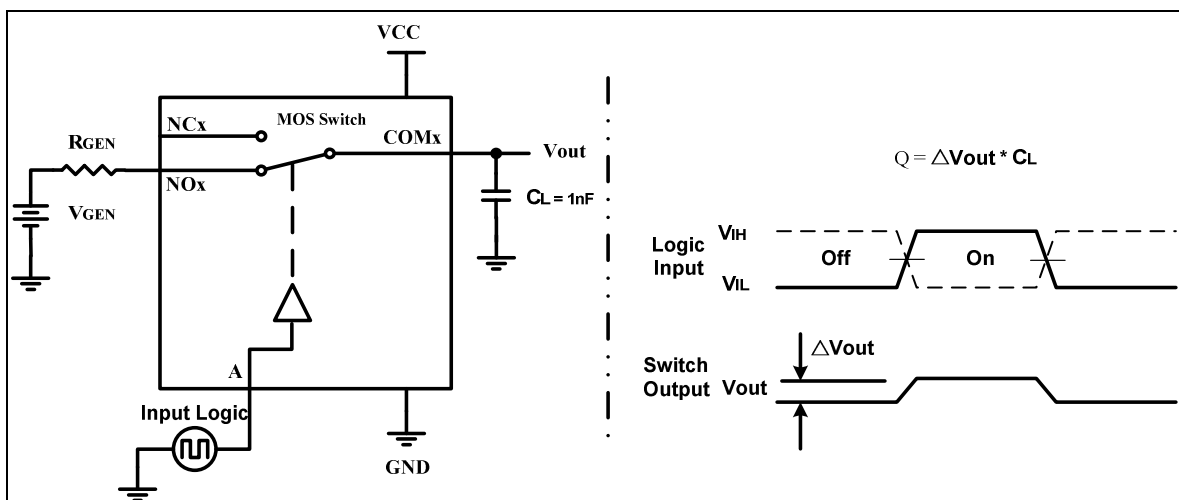 VCC
NCx
MOS Switch
COMx
RGEN
NOx
Vout
VGEN
CL = 1nF
A
Input Logic
GND
Q = △Vout * CL
Logic
Input
VIH
VIL
Off
On
△Vout
Switch
Output
Vout